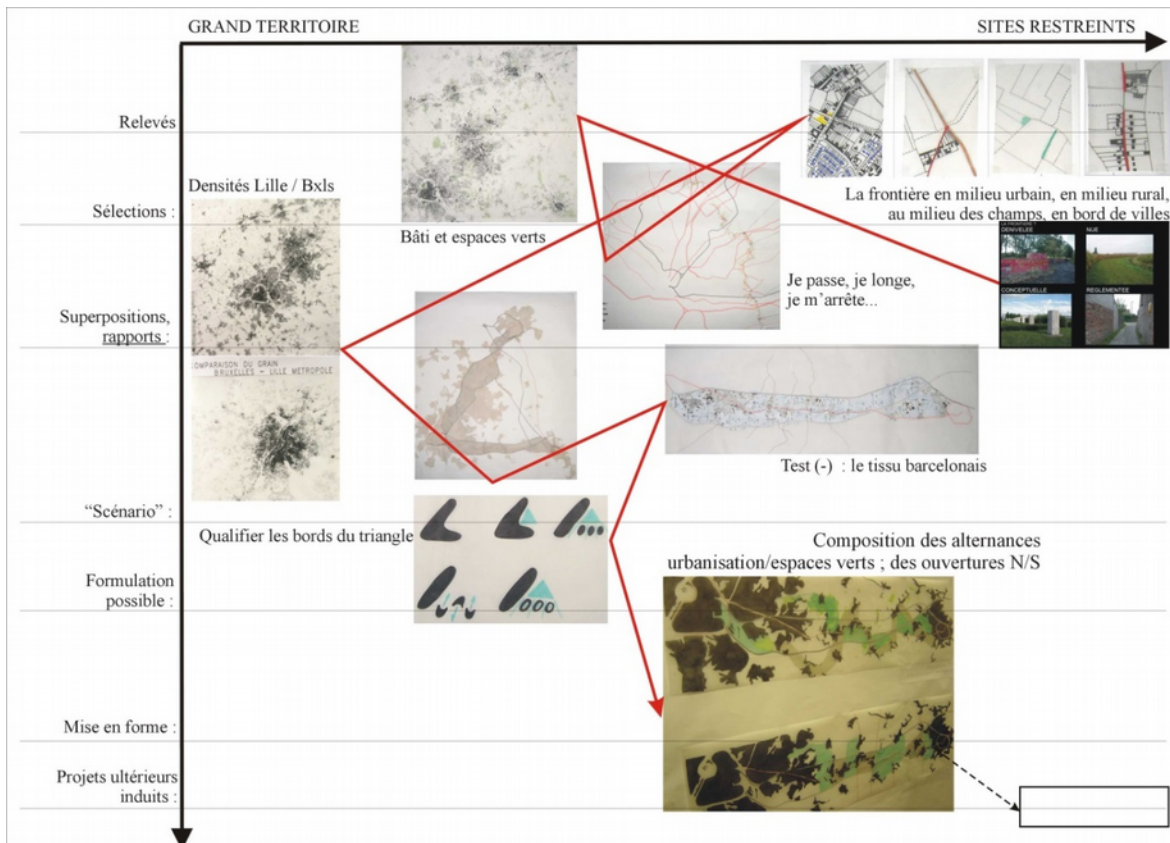 GRAND TERRITOIRE
SITES RESTREINTS
Relevés
Densités Lille / Bxls
La frontière en milieu urbain, en milieu rural,
au milieu des champs, en bord de villes
Sélections :
Bâti et espaces verts
DENIVELEE
NUE
Je passe, je longe,
je m'arrête...
CONCEPTUELLE
REGLEMENTEE
Superpositions,
rapports :
COMPARAISON DU GRAIN
BRUXELLES - LILLE METROPOLE
Test (-) : le tissu barcelonais
“Scénario” :
Qualifier les bords du triangle
Composition des alternances
urbanisation/espaces verts ; des ouvertures N/S
Formulation
possible :
Mise en forme :
Projets ultérieurs
induits :